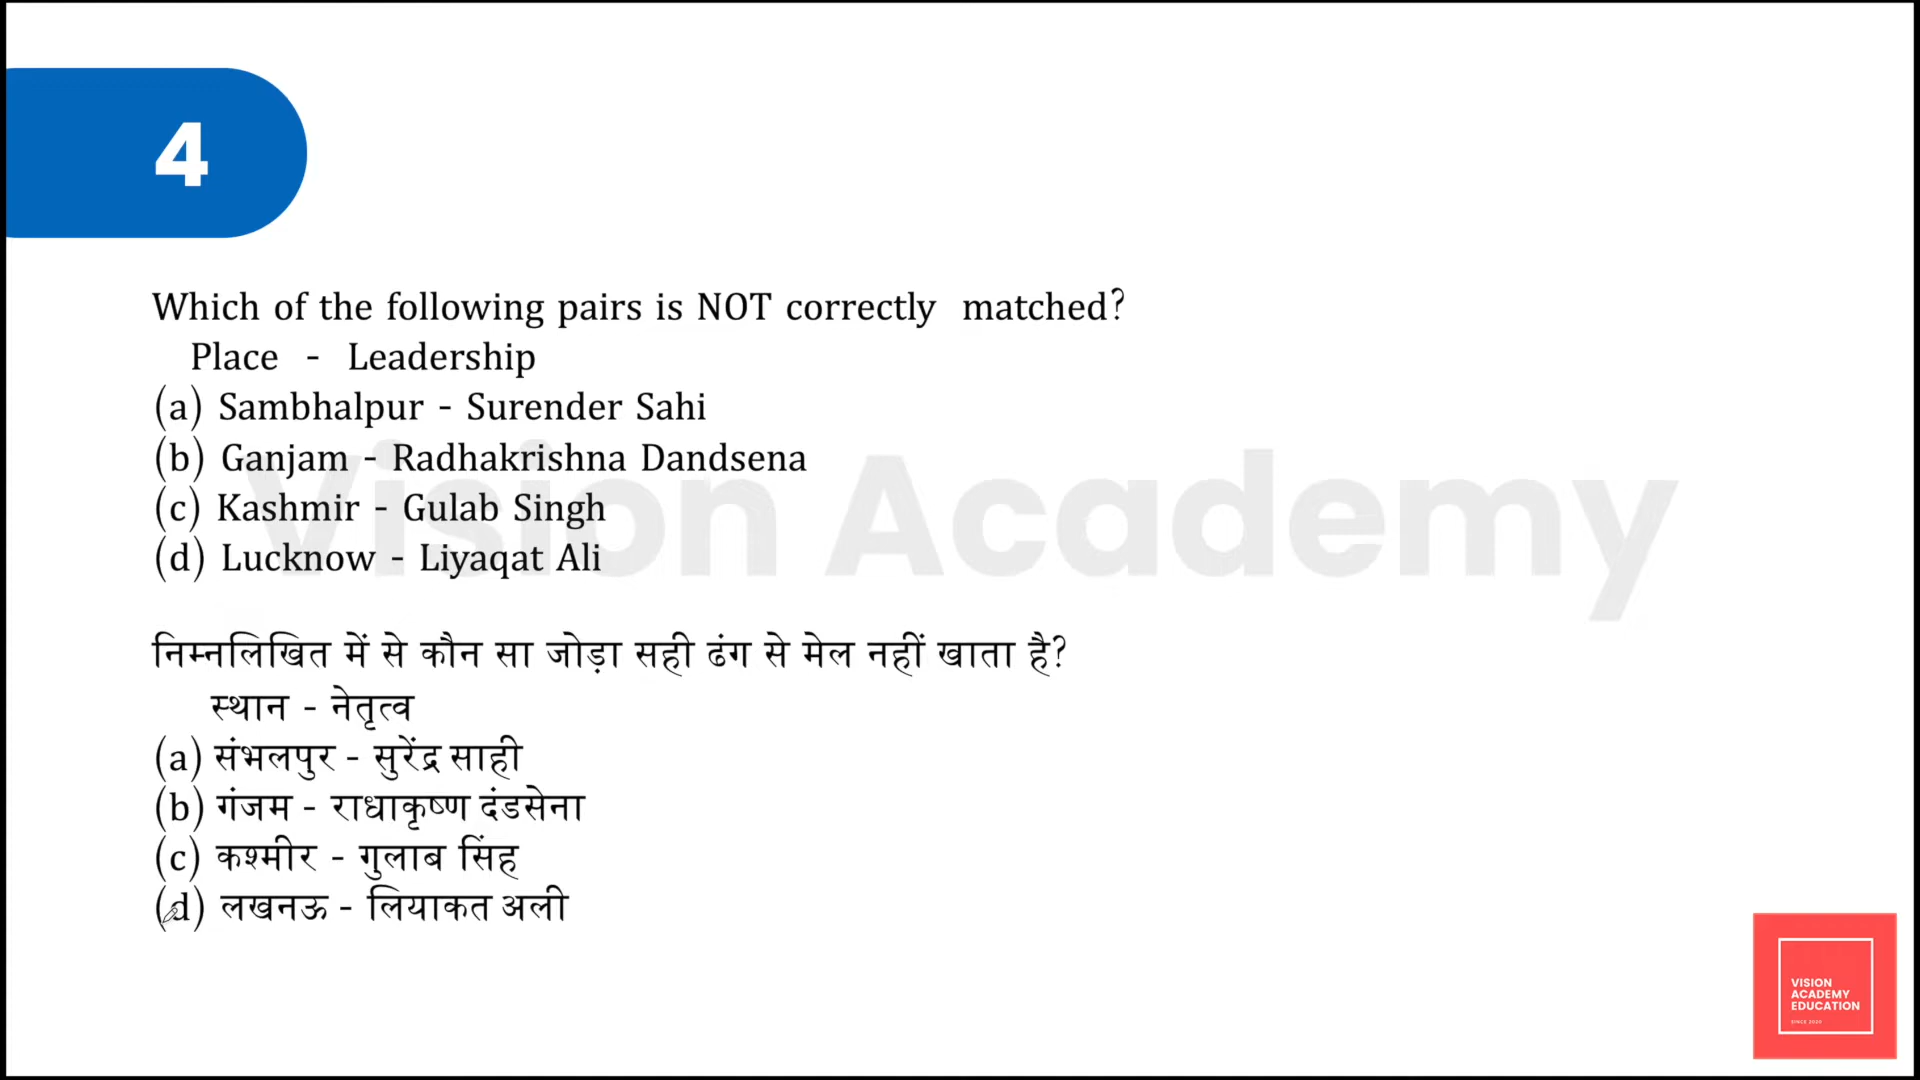 4
Which of the following pairs is NOT correctly matched?
Place - Leadership
(a) Sambhalpur - Surender Sahi
(b) Ganjam - Radhakrishna Dandsena
(c) Kashmir - Gulab Singh
(d) Lucknow - Liyaqat Ali
Vision Academy
निम्नलिखित में से कौन सा जोड़ा सही ढंग से मेल नहीं खाता है?
स्थान - नेतृत्व
(a) संभलपुर - सुरेंद्र साही
(b) गंजम - राधाकृष्ण दंडसेना
(c) कश्मीर - गुलाब सिंह
(d) लखनऊ - लियाकत अली
VISION
ACADEMY
EDUCATION
SINCE 2020